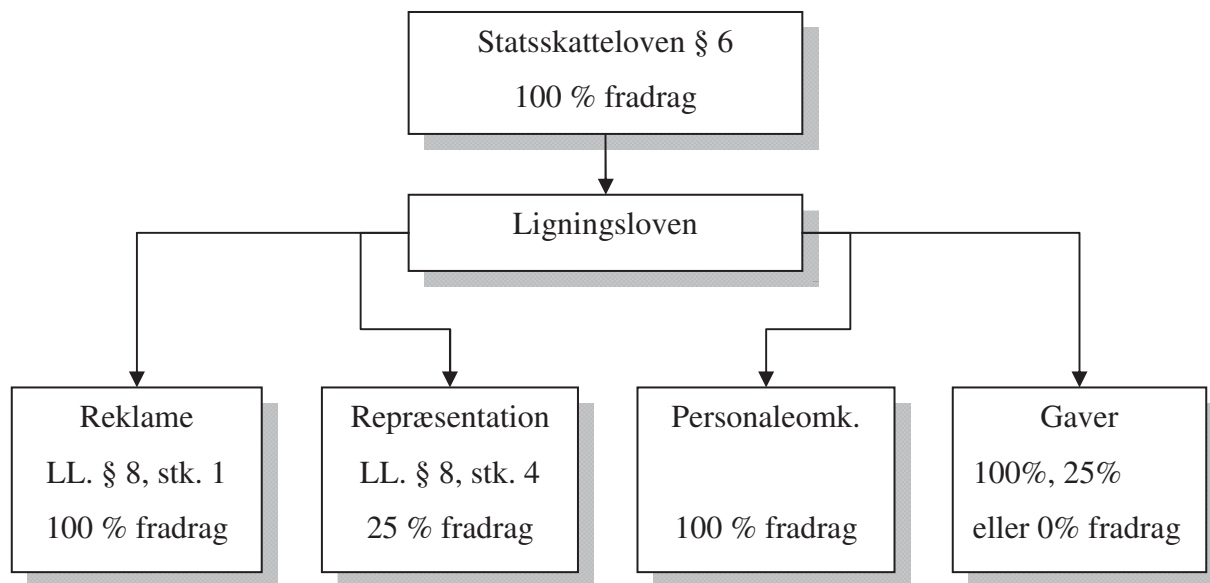 Statsskatteloven § 6
100 % fradrag
Ligningsloven
Reklame
LL. § 8, stk. 1
100 % fradrag
Repræsentation
LL. § 8, stk. 4
25 % fradrag
Personaleomk.
100 % fradrag
Gaver
100%, 25%
eller 0% fradrag